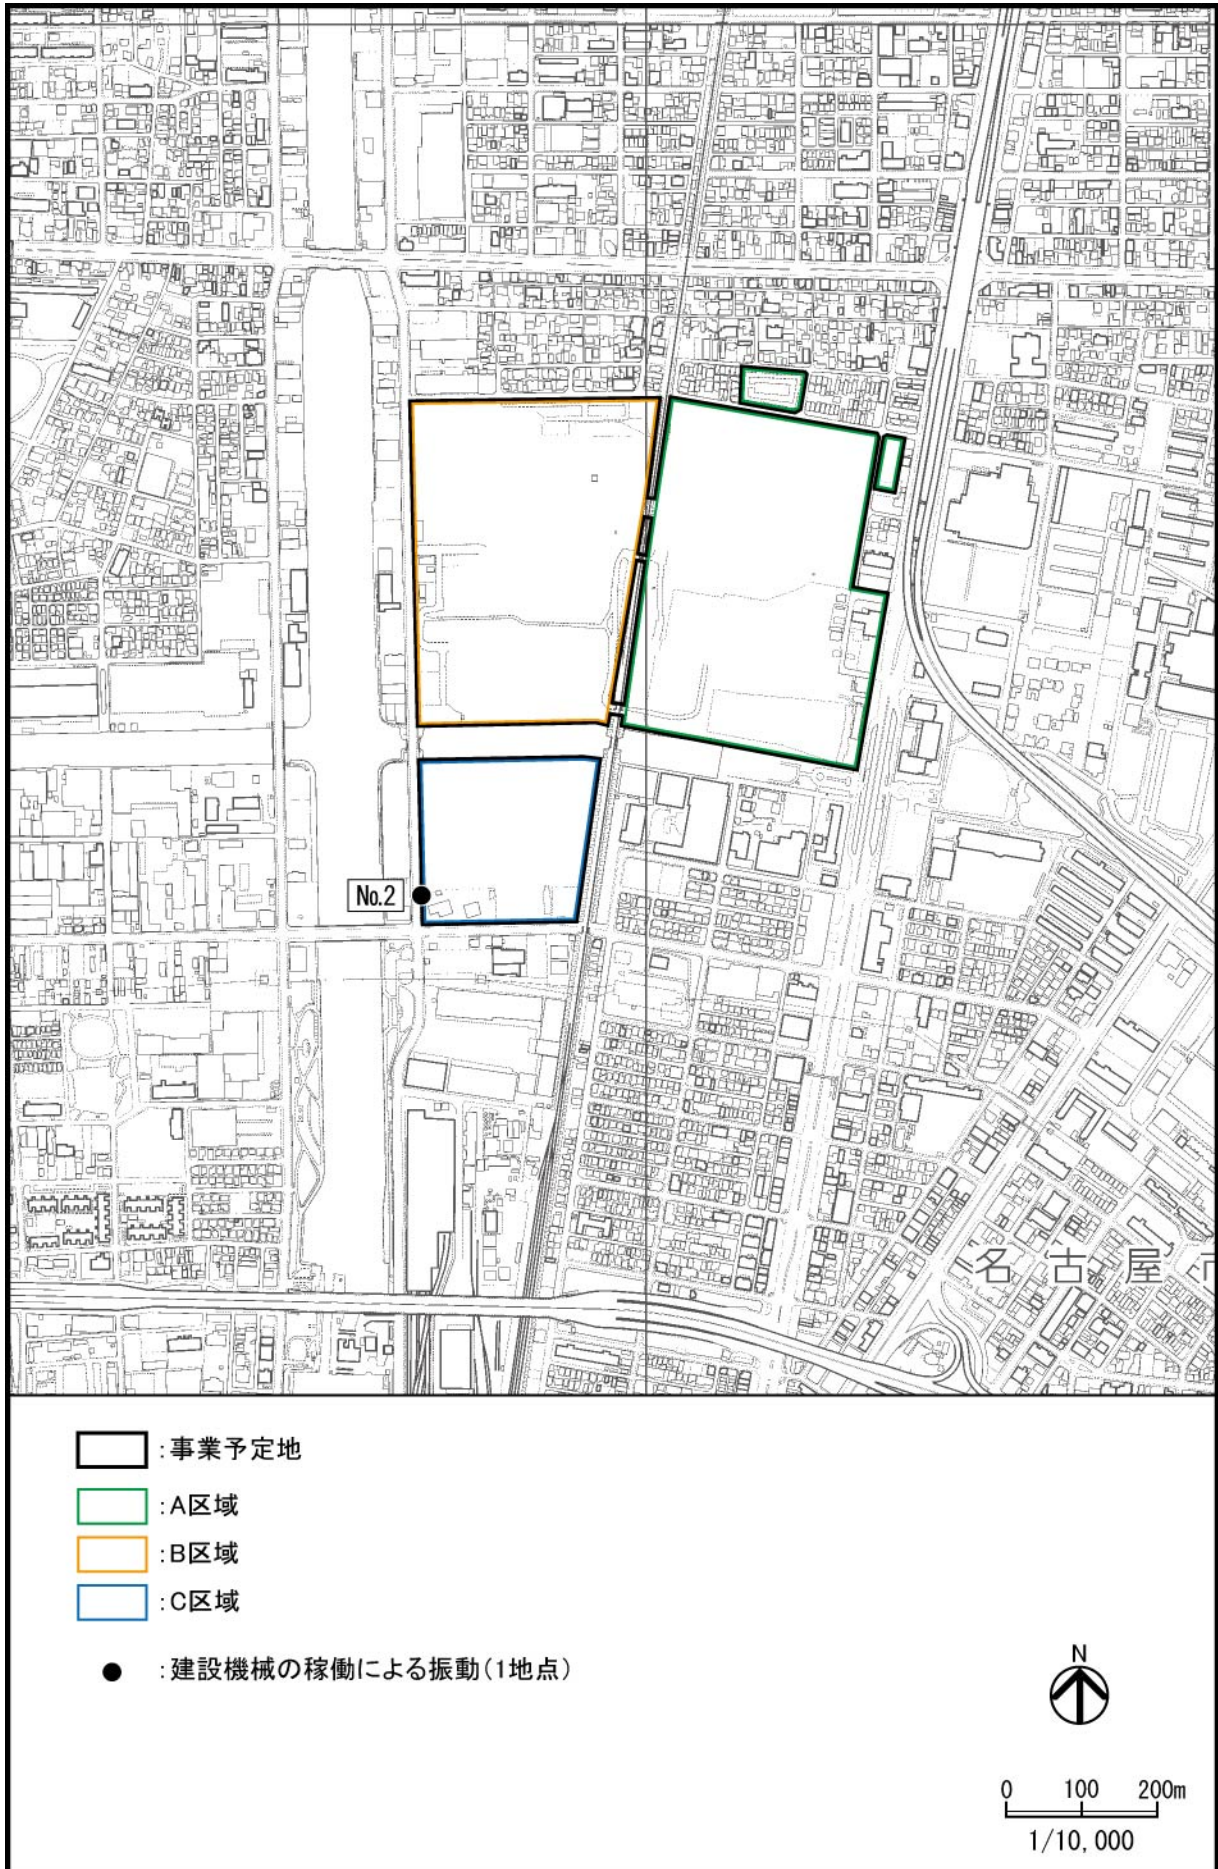 No.2
名古屋市
:事業予定地
:A区域
:B区域
:C区域
●:建設機械の稼働による振動(1地点)
N
0 100 200m
1/10,000